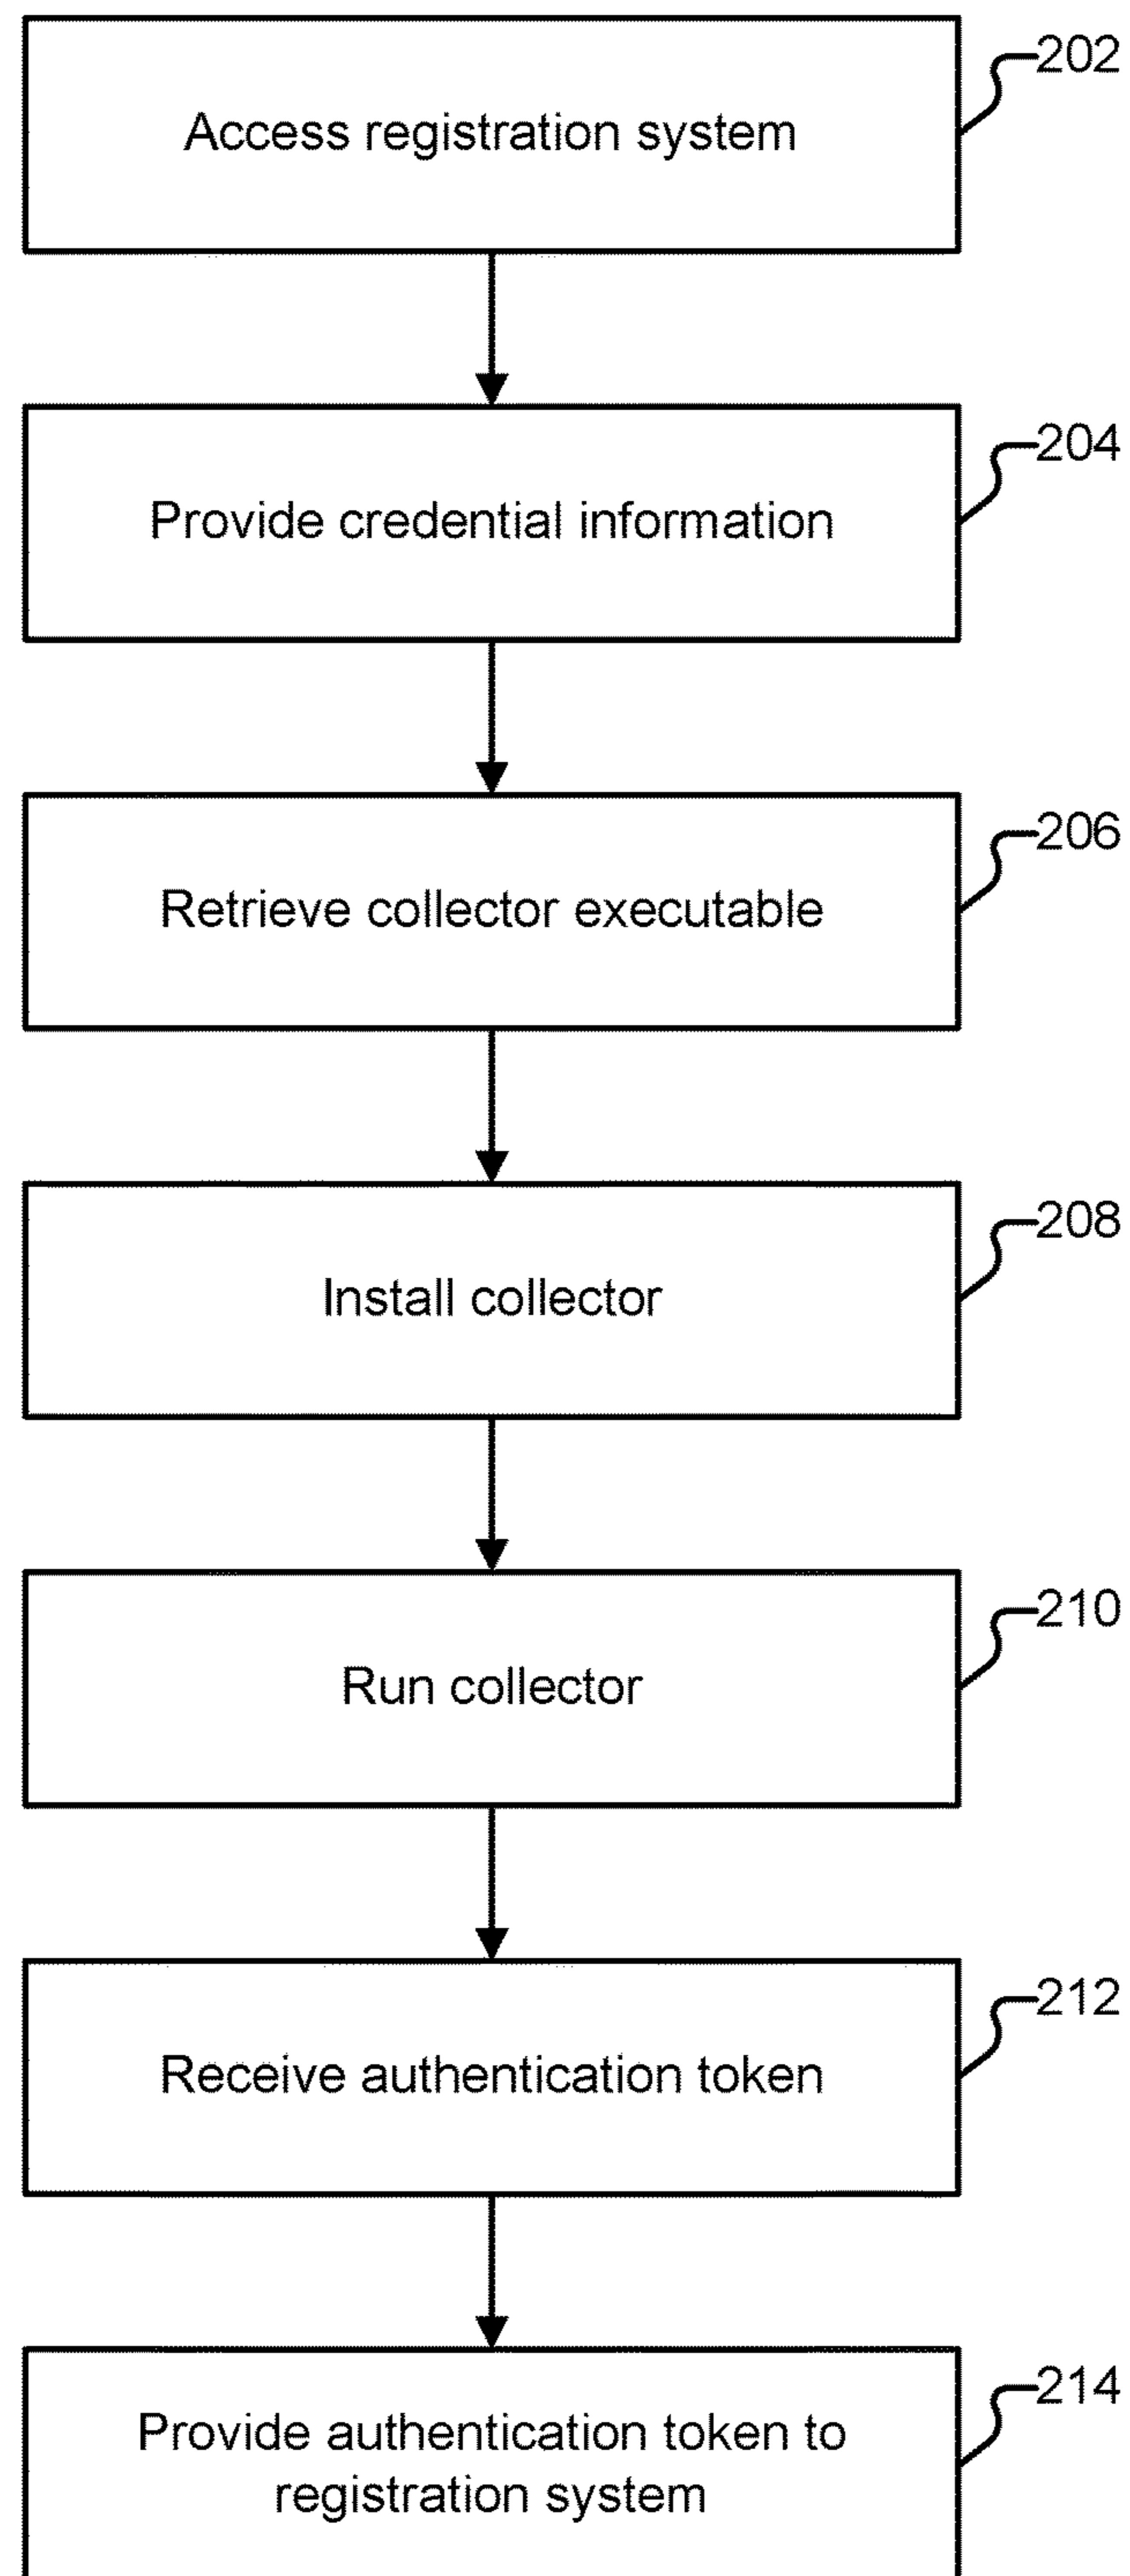 202
Access registration system
204
Provide credential information
206
Retrieve collector executable
208
Install collector
210
Run collector
212
Receive authentication token
214
Provide authentication token to
registration system